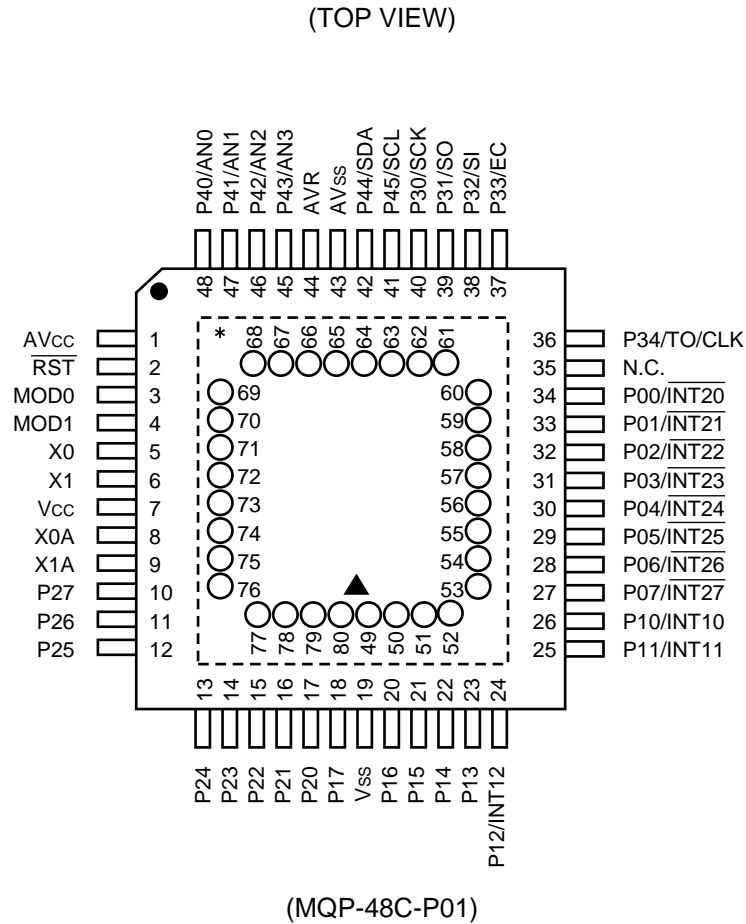 (TOP VIEW)
P40/AN0
P41/AN1
P42/AN2
P43/AN3
AVR
AVss
P44/SDA
P45/SCL
P30/SCK
P31/SO
P32/SI
P33/EC
48 47 46 45 44 43 42 41 40 39 38 37
AVcc 1
RST 2
MOD0 3
MOD1 4
X0 5
X1 6
Vcc 7
X0A 8
X1A 9
P27 10
P26 11
P25 12
*
68 67 66 65 64 63 62 61
69
70
71
72
73
74
75
76
60
59
58
57
56
55
54
53
77 78 79 80 49 50 51 52
36 P34/TO/CLK
35 N.C.
34 P00/INT20
33 P01/INT21
32 P02/INT22
31 P03/INT23
30 P04/INT24
29 P05/INT25
28 P06/INT26
27 P07/INT27
26 P10/INT10
25 P11/INT11
13 14 15 16 17 18 19 20 21 22 23 24
P24
P23
P22
P21
P20
P17
Vss
P16
P15
P14
P13
P12/INT12
(MQP-48C-P01)